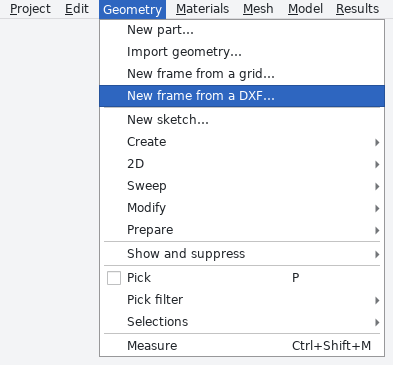 Project Edit Geometry Materials Mesh Model Results
New part...
Import geometry...
New frame from a grid...
New frame from a DXF...
New sketch...
Create
2D
Sweep
Modify
Prepare
Show and suppress
Pick P
Pick filter
Selections
Measure Ctrl+Shift+M